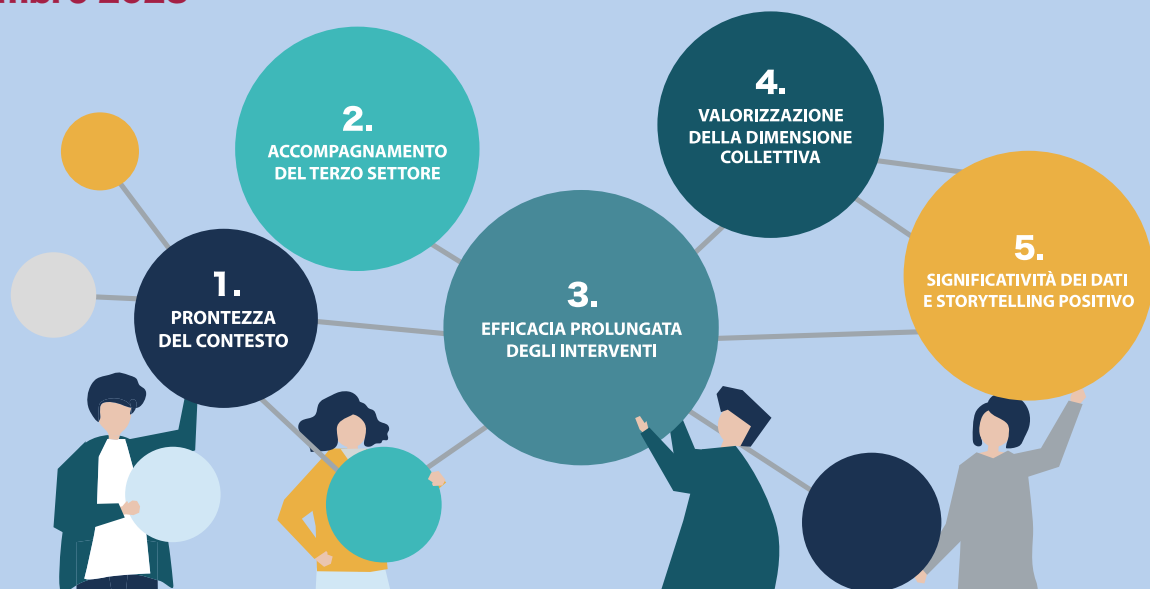 2023
1.
PRONTEZZA
DEL CONTESTO
2.
ACCOMPAGNAMENTO
DEL TERZO SETTORE
3.
EFFICACIA PROLUNGATA
DEGLI INTERVENTI
4.
VALORIZZAZIONE
DELLA DIMENSIONE
COLLETTIVA
5.
SIGNIFICATIVITÀ DEI DATI
E STORYTELLING POSITIVO